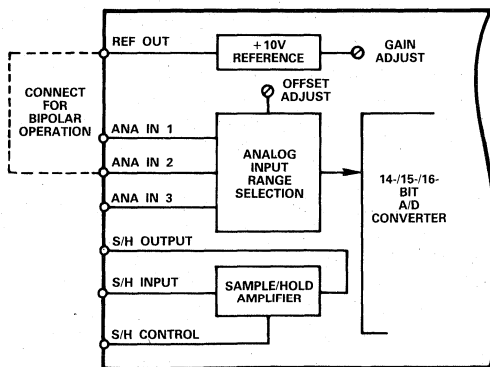 REF OUT
+10V
REFERENCE
GAIN
ADJUST
OFFSET
ADJUST
CONNECT
FOR
BIPOLAR
OPERATION
ANA IN 1
ANA IN 2
ANA IN 3
ANALOG
INPUT
RANGE
SELECTION
14-/15-/16-
BIT
A/D
CONVERTER
S/H OUTPUT
S/H INPUT
SAMPLE/HOLD
AMPLIFIER
S/H CONTROL